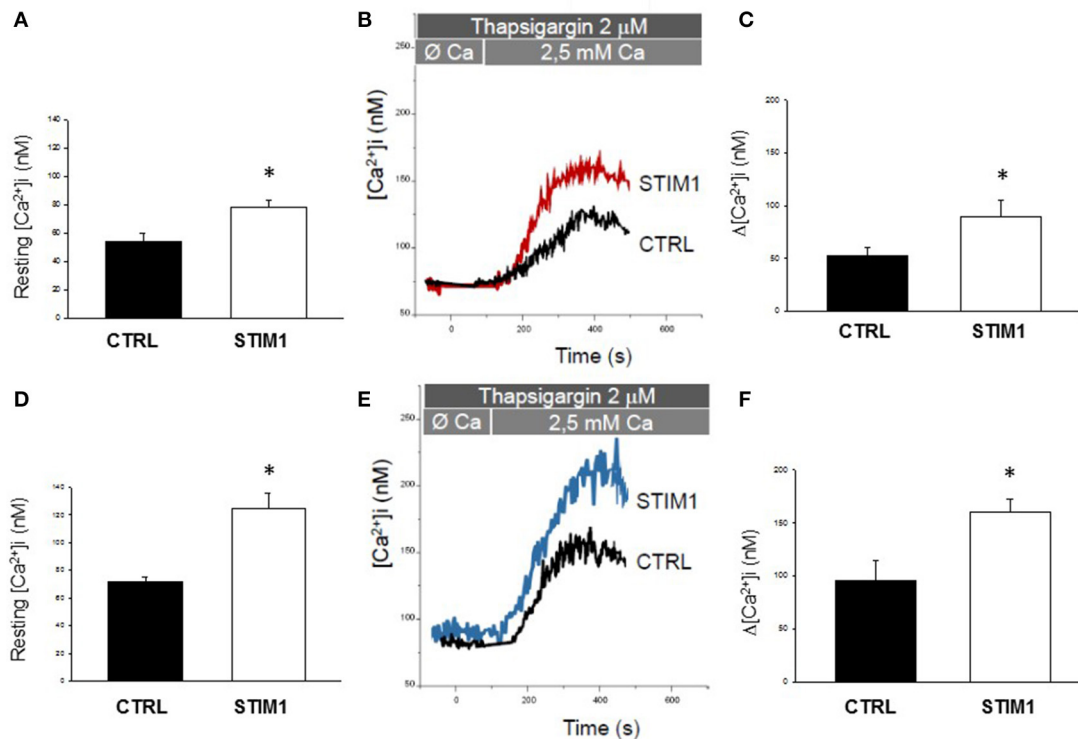 A
Resting [Ca²⁺]i (nM)
140
120
100
80
60
40
20
0
*
CTRL
STIM1
B
Thapsigargin 2 μM
Ø Ca
2,5 mM Ca
[Ca²⁺]i (nM)
250
200
150
100
50
STIM1
CTRL
0
200
400
600
Time (s)
C
Δ[Ca²⁺]i (nM)
200
150
100
50
0
*
CTRL
STIM1
D
Resting [Ca²⁺]i (nM)
140
120
100
80
60
40
20
0
*
CTRL
STIM1
E
Thapsigargin 2 μM
Ø Ca
2,5 mM Ca
[Ca²⁺]i (nM)
250
200
150
100
50
STIM1
CTRL
0
200
400
600
Time (s)
F
Δ[Ca²⁺]i (nM)
200
150
100
50
0
*
CTRL
STIM1